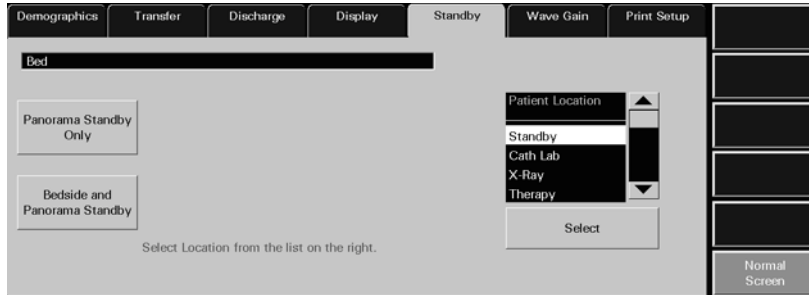 Demographics
Transfer
Discharge
Display
Standby
Wave Gain
Print Setup
Bed
Panorama Standby
Only
Bedside and
Panorama Standby
Select Location from the list on the right.
Patient Location
Standby
Cath Lab
X-Ray
Therapy
Select
Normal
Screen